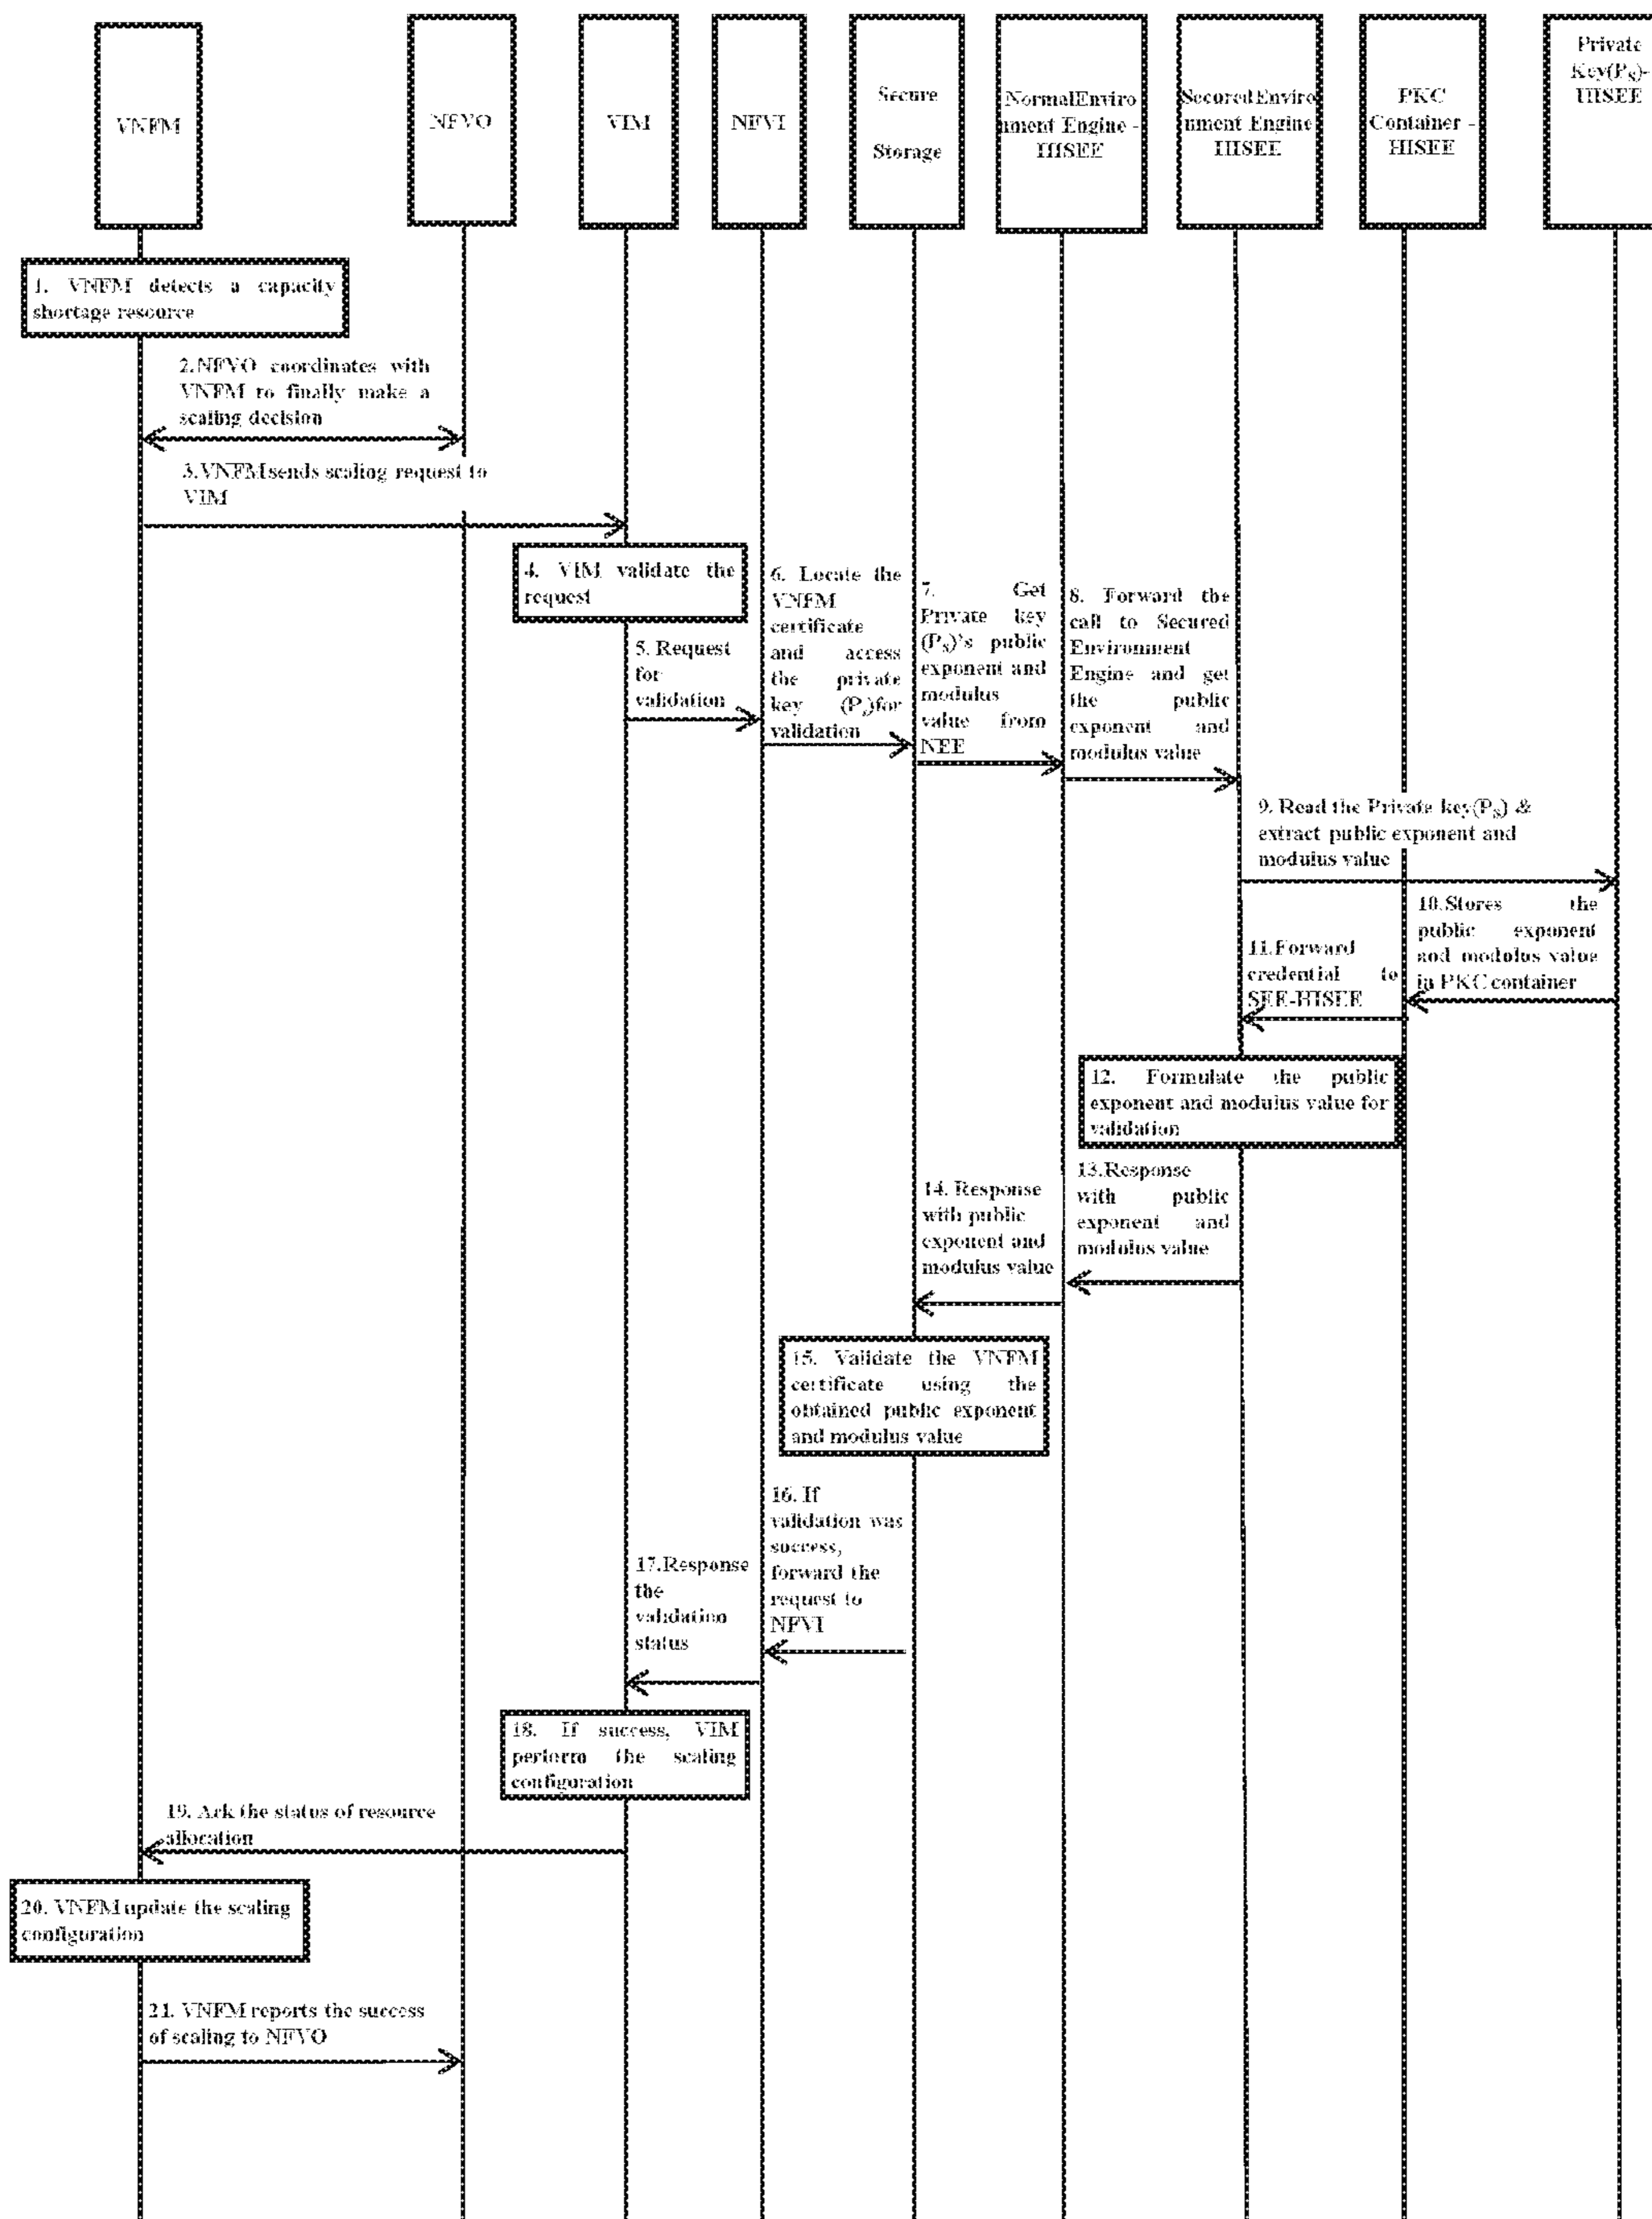 VNFM
NFVO
VIM
NFVI
Secure
Storage
NormalEnviro
nment Engine -
HISEE
Secured Enviro
nment Engine
HISEE
PKC
Container -
HISEE
Private
Key(PS)-
HISEE
1. VNFM detects a capacity
shortage resource
2.NFVO coordinates with
VNFM to finally make a
scaling decision
3.VNFM sends scaling request to
VIM
4. VIM validate the
request
5. Request
for
validation
6. Locate the
VNFM
certificate
and access
the private
key (Ps)for
validation
7. Get
Private key
(PS)'s public
exponent and
modulus
value from
NEE
8. Forward the
call to Secured
Environment
Engine and get
the public
exponent and
modulus value
9. Read the Private key(PS) &
extract public exponent and
modulus value
10.Stores the
public exponent
and modulus value
in PKC container
11.Forward
credential to
SEE-HISEE
12. Formulate the public
exponent and modulus value for
validation
13.Response
with public
exponent and
modulus value
14. Response
with public
exponent and
modulus value
15. Validate the VNFM
certificate using the
obtained public exponent
and modulus value
16. If
validation was
success,
forward the
request to
NFVI
17.Response
the
validation
status
18. If success, VIM
perform the scaling
configuration
19. Ack the status of resource
allocation
20. VNFM update the scaling
configuration
21. VNFM reports the success
of scaling to NFVO